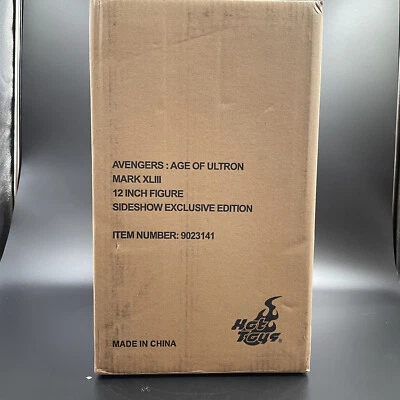 AVENGERS : AGE OF ULTRON
MARK XLIII
12 INCH FIGURE
SIDESHOW EXCLUSIVE EDITION
ITEM NUMBER: 9023141
Hot
Toys
MADE IN CHINA